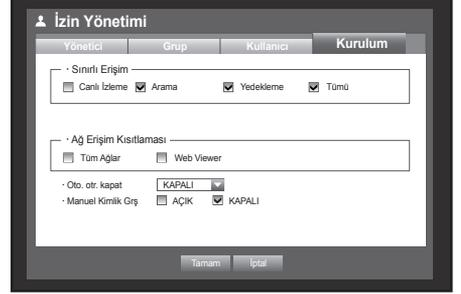 İzin Yönetimi
Yönetici Grup Kullanıcı Kurulum
· Sınırlı Erişim
Canlı İzleme Arama Yedekleme Tümü
· Ağ Erişim Kısıtlaması
Tüm Ağlar Web Viewer
· Oto. otr. kapat KAPALI
· Manuel Kimlik Grş AÇIK KAPALI
Tamam İptal